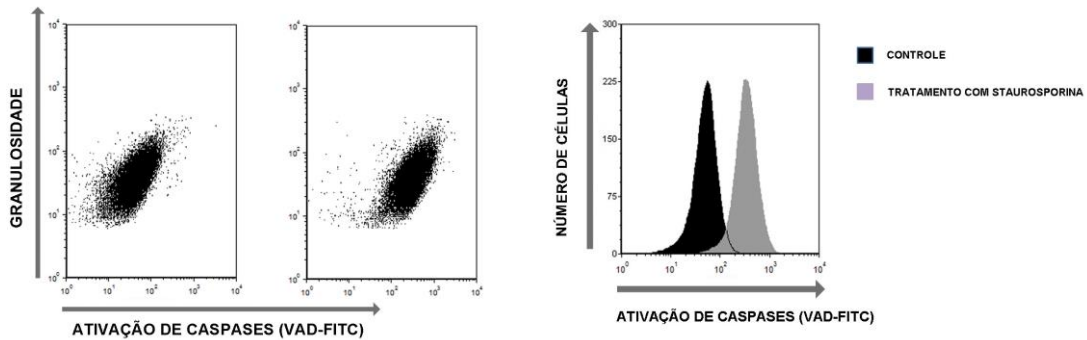 GRANULOSIDADE
10⁴
10³
10²
10¹
10⁰
10⁰ 10¹ 10² 10³ 10⁴
10⁴
10³
10²
10¹
10⁰
10⁰ 10¹ 10² 10³ 10⁴
ATIVAÇÃO DE CASPASES (VAD-FITC)
NÚMERO DE CÉLULAS
300
225
150
75
0
10⁰ 10¹ 10² 10³ 10⁴
ATIVAÇÃO DE CASPASES (VAD-FITC)
CONTROLE
TRATAMENTO COM STAUROSPORINA